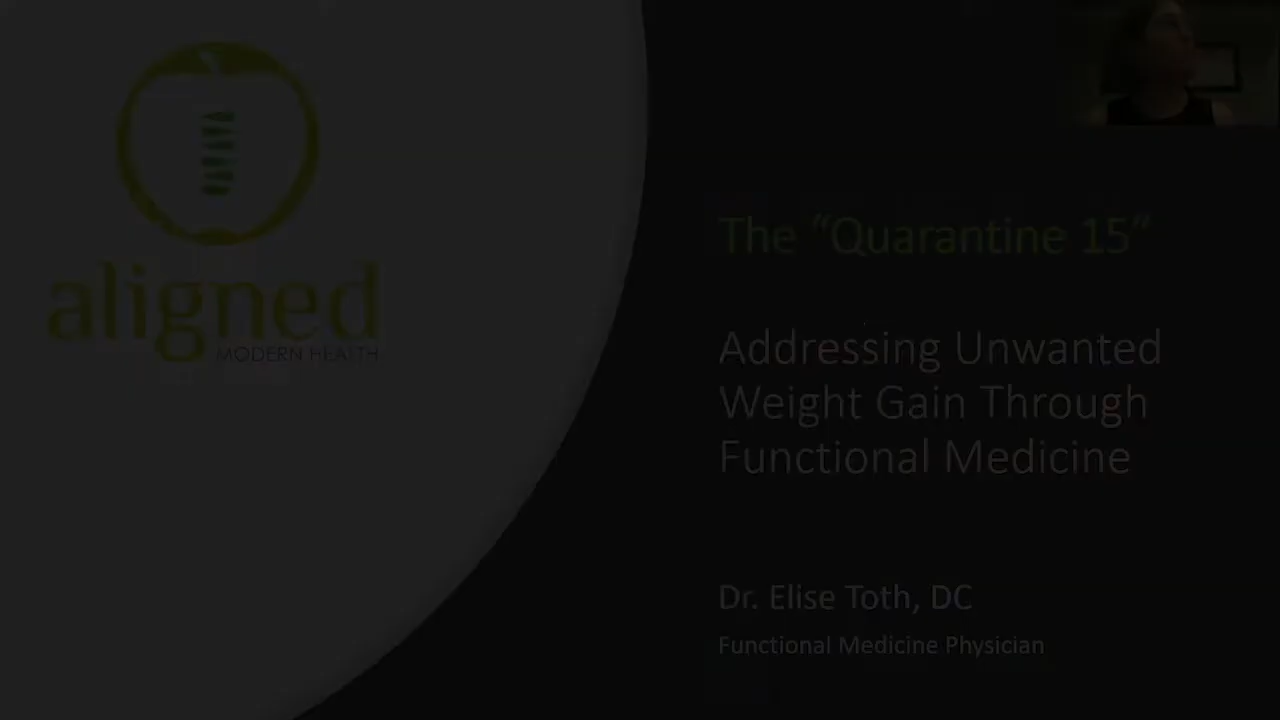 aligned
MODERN HEALTH
The “Quarantine 15”
Addressing Unwanted
Weight Gain Through
Functional Medicine
Dr. Elise Toth, DC
Functional Medicine Physician